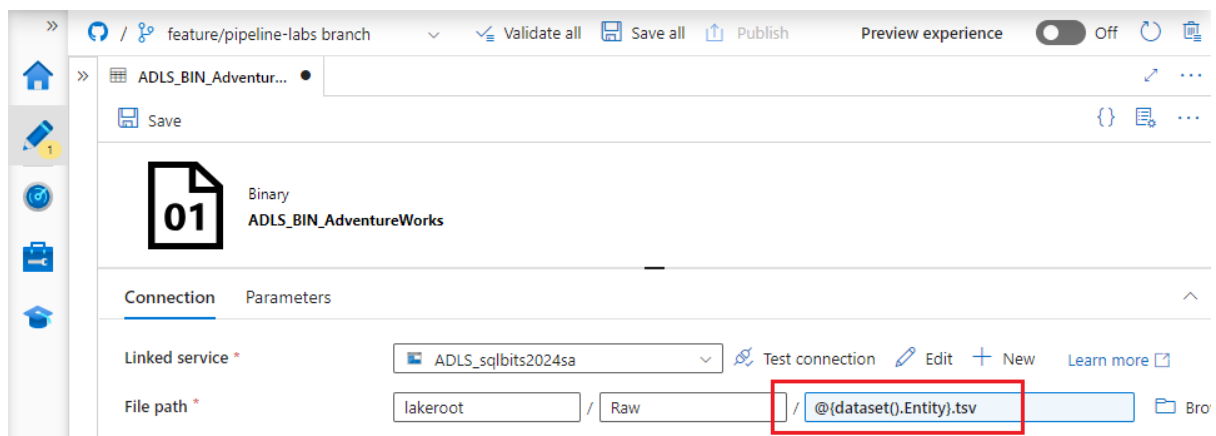 » / feature/pipeline-labs branch Validate all Save all Publish Preview experience Off
» ADLS_BIN_Adventur... ● ...
1 Save {} ...
01 Binary
ADLS_BIN_AdventureWorks
Connection Parameters
Linked service * ADLS_sqlbits2024sa Test connection Edit New Learn more
File path * lakeroot / Raw / @{dataset().Entity}.tsv Bro